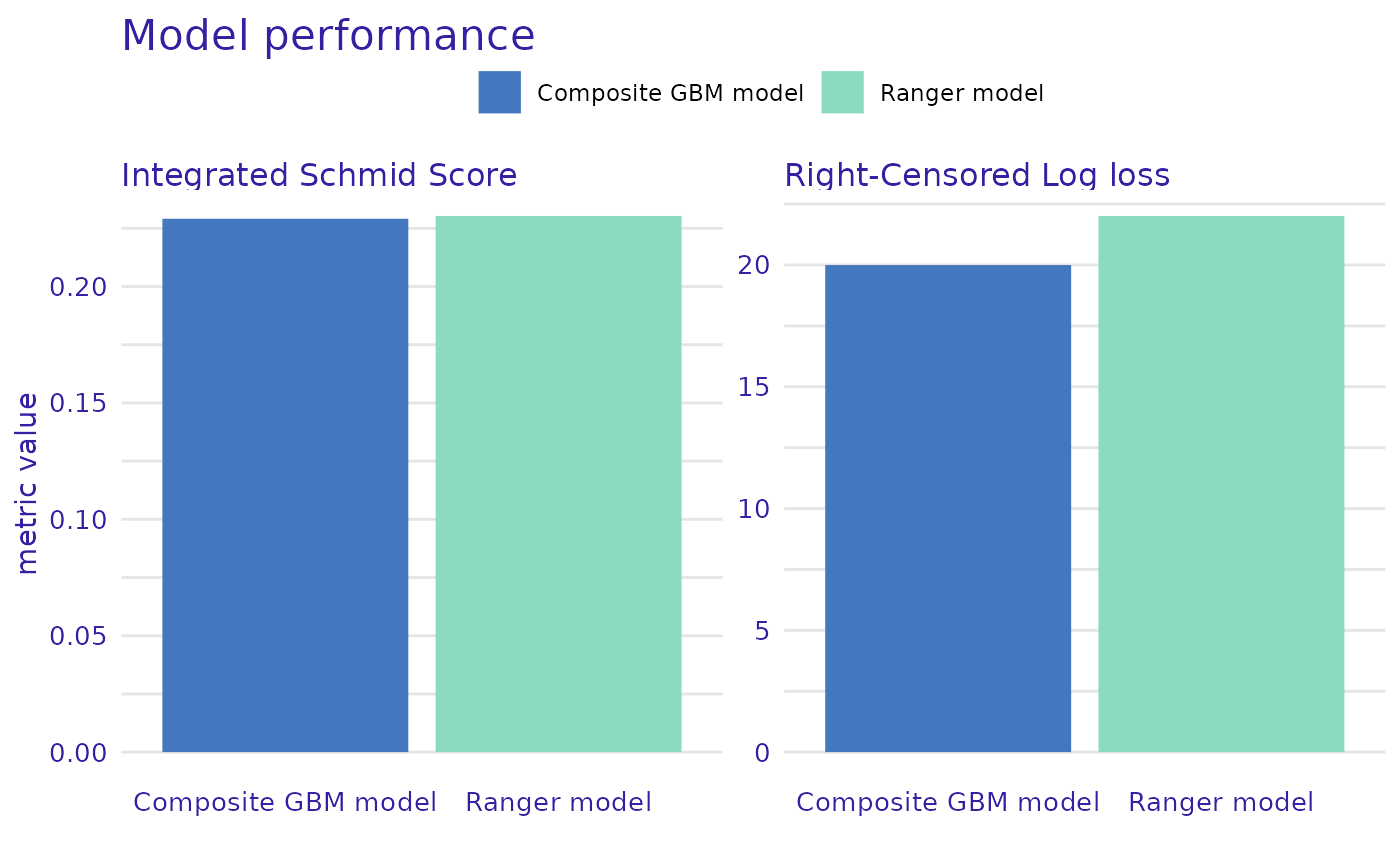 Model performance
Composite GBM model Ranger model
Integrated Schmid Score
Right-Censored Log loss
metric value
0.20
0.15
0.10
0.05
0.00
Composite GBM model Ranger model
20
15
10
5
0
Composite GBM model Ranger model